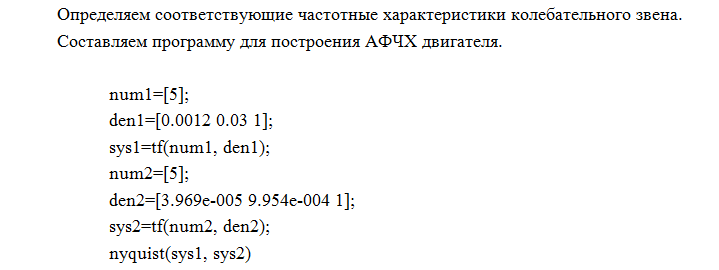 Определяем соответствующие частотные характеристики колебательного звена.
Составляем программу для построения АФЧХ двигателя.
num1=[5];
den1=[0.0012 0.03 1];
sys1=tf(num1, den1);
num2=[5];
den2=[3.969e-005 9.954e-004 1];
sys2=tf(num2, den2);
nyquist(sys1, sys2)